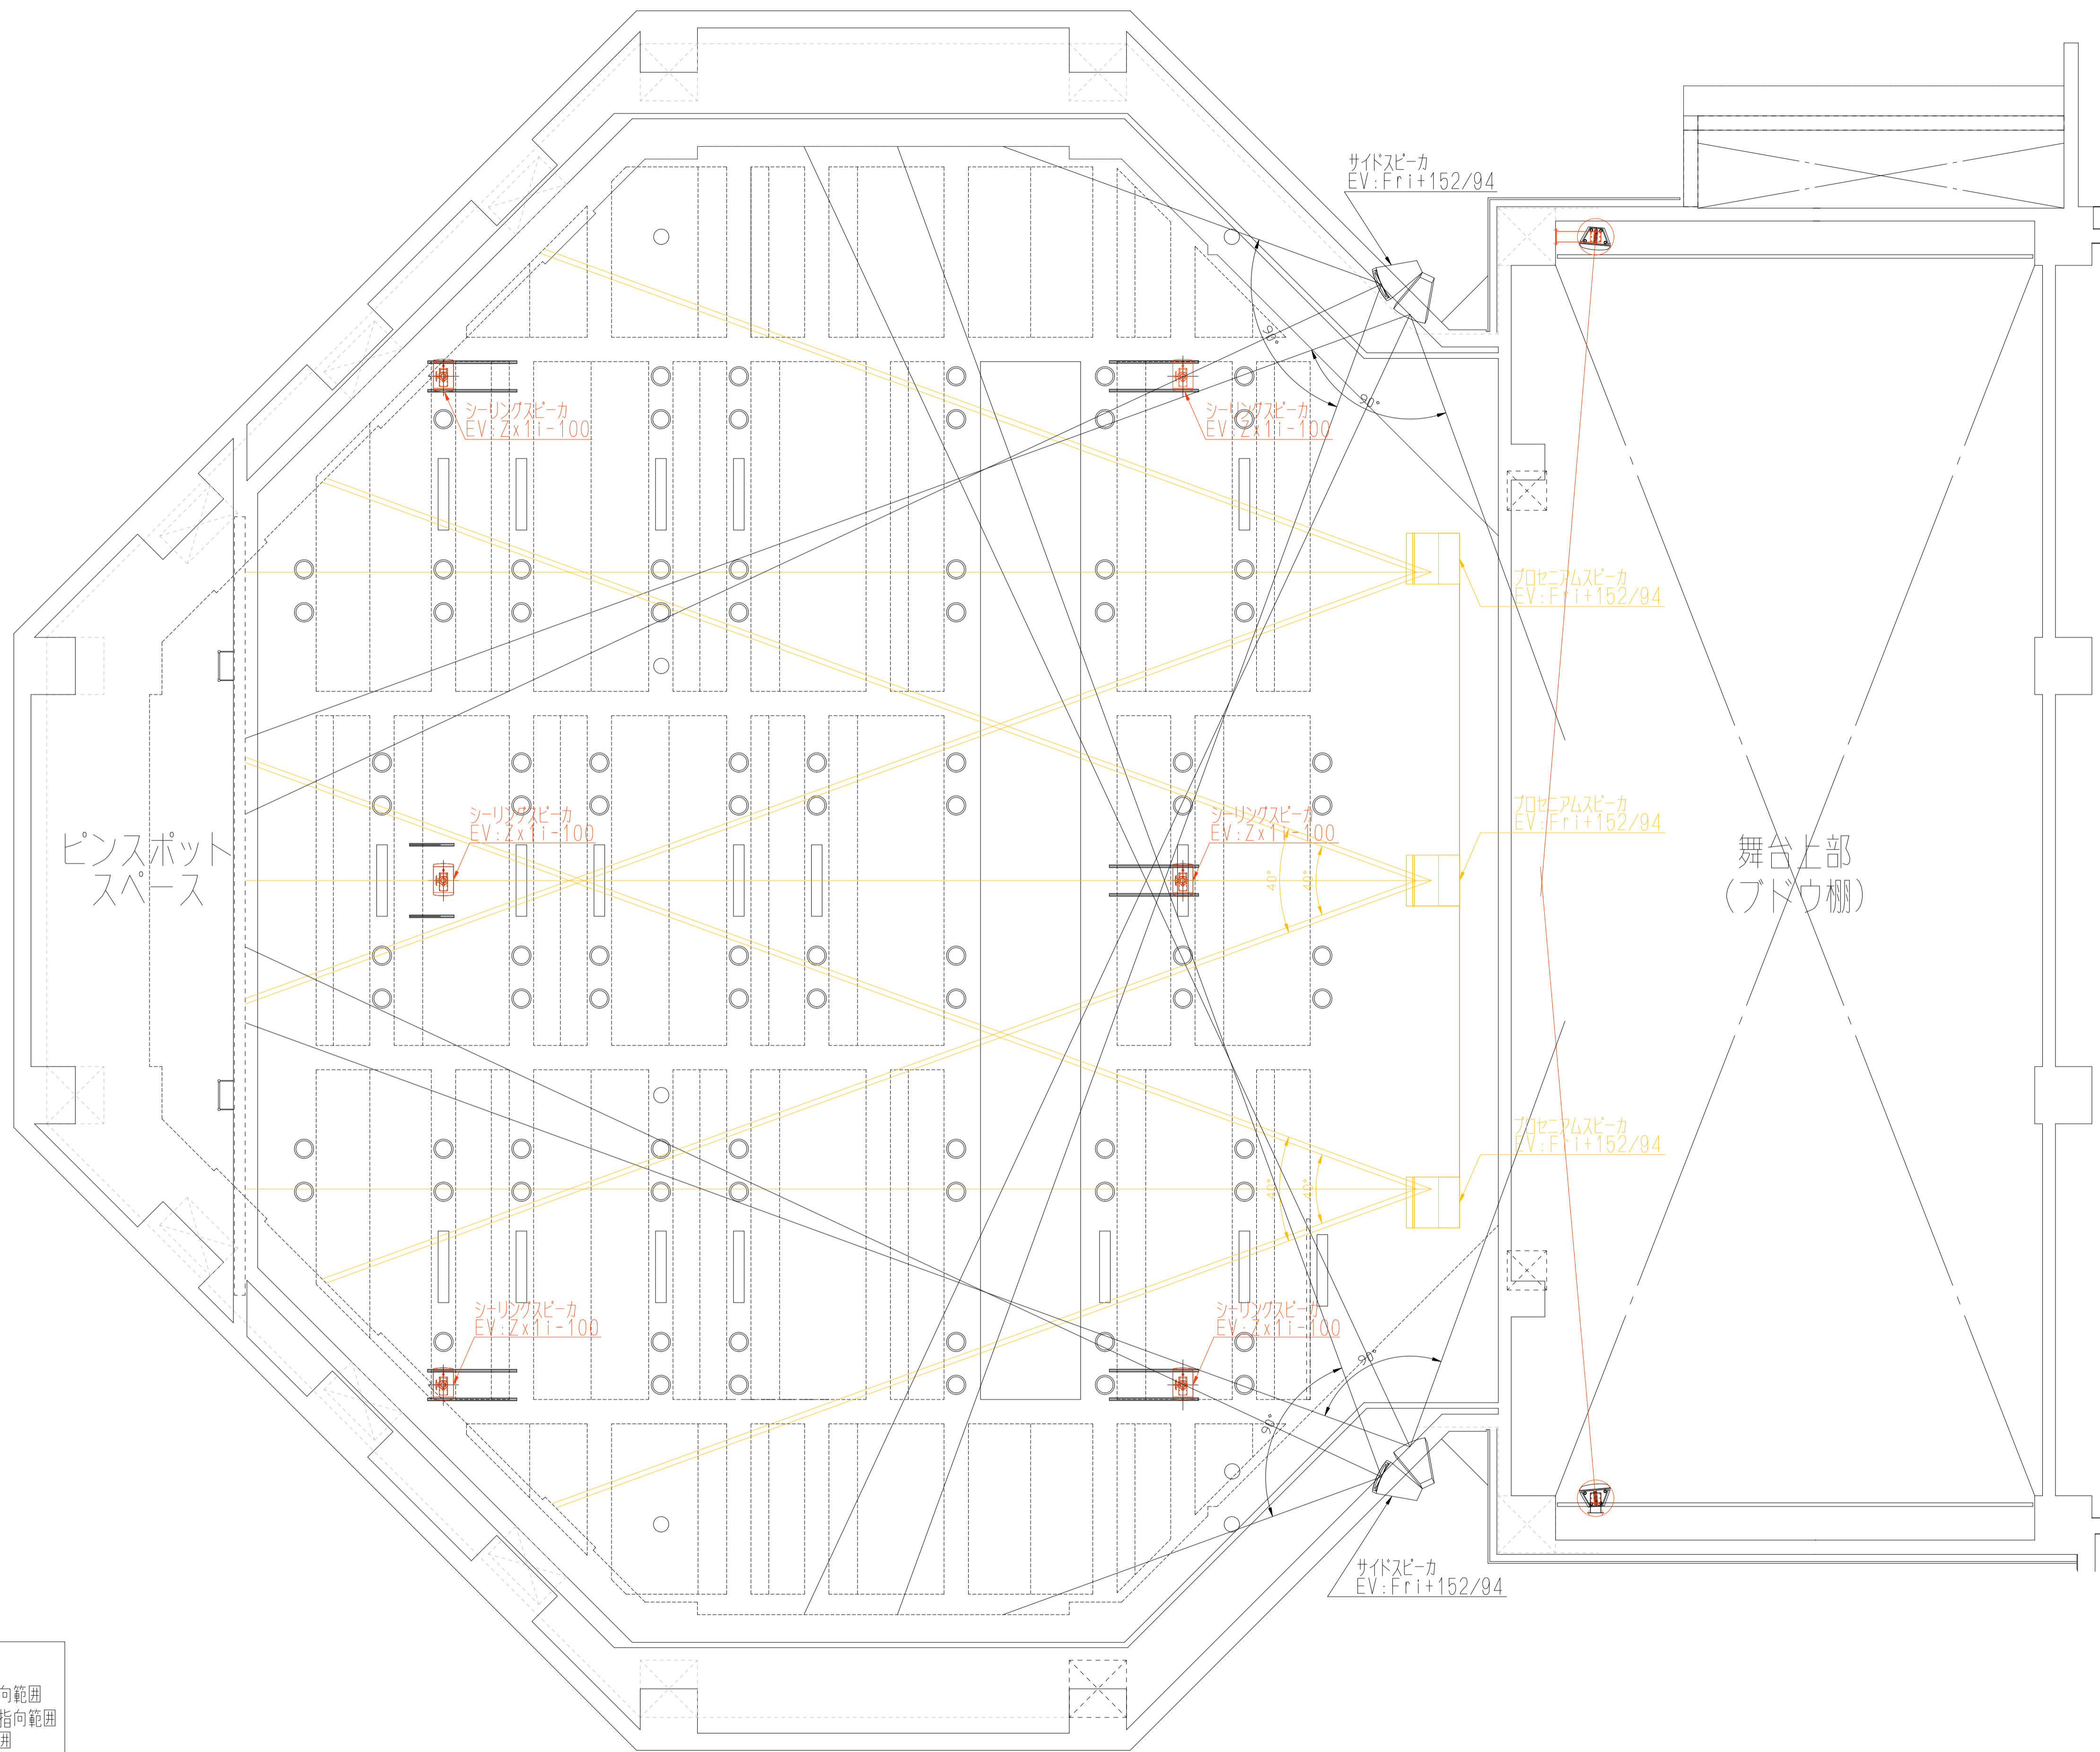 サイドスピーカ
EV:Fri+152/94
シーリングスピーカ
EV:Zx1i-100
シーリングスピーカ
EV:Zx1i-100
90°
90°
プロセニアムスピーカ
EV:Fri+152/94
ピンスポット
スペース
シーリングスピーカ
EV:Zx1i-100
シーリングスピーカ
EV:Zx1i-100
40°
40°
プロセニアムスピーカ
EV:Fri+152/94
舞台上部
(ブドウ棚)
プロセニアムスピーカ
EV:Fri+152/94
40°
40°
シーリングスピーカ
EV:Zx1i-100
シーリングスピーカ
EV:Zx1i-100
90°
90°
サイドスピーカ
EV:Fri+152/94
向範囲
指向範囲
囲